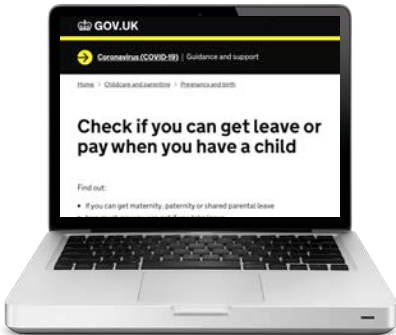 GOV.UK
Coronavirus (COVID-19) | Guidance and support
Home > Childcare and parenting > Pregnancy and birth
Check if you can get leave or
pay when you have a child
Find out:
• if you can get maternity, paternity or shared parental leave